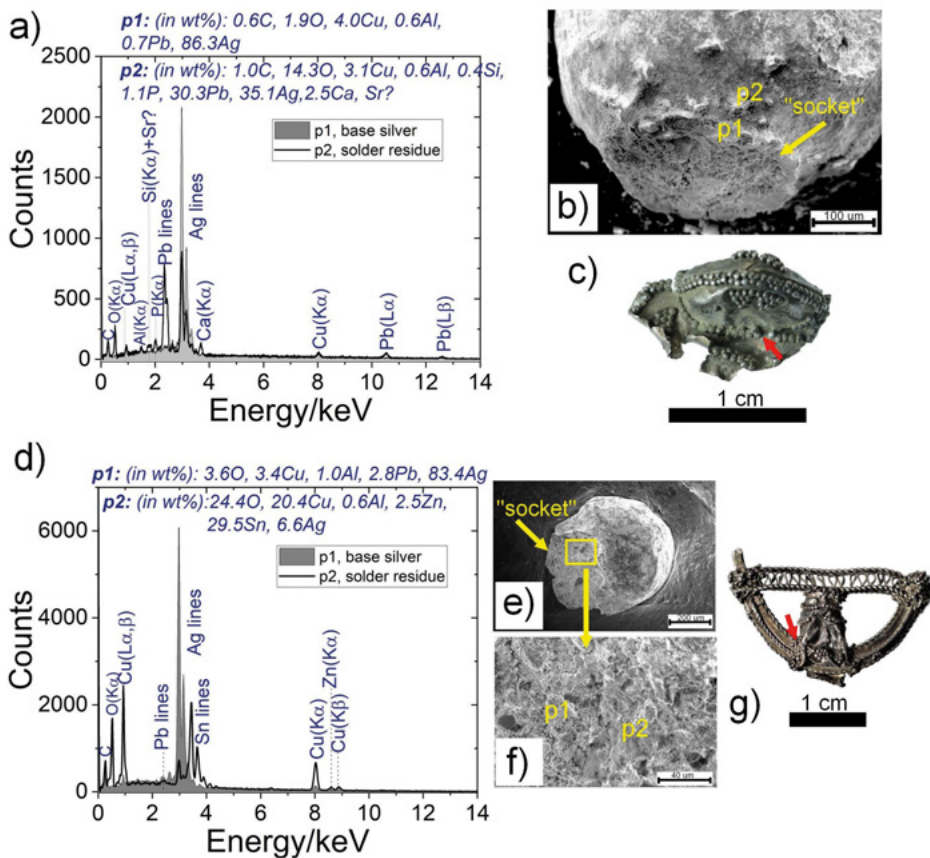 a)
p1: (in wt%): 0.6C, 1.9O, 4.0Cu, 0.6Al,
0.7Pb, 86.3Ag
p2: (in wt%): 1.0C, 14.3O, 3.1Cu, 0.6Al, 0.4Si,
1.1P, 30.3Pb, 35.1Ag,2.5Ca, Sr?
p1, base silver
p2, solder residue
Counts
2500
2000
1500
1000
500
0
C
O(Kα)
Cu(Lα,β)
Al(Kα)
Si(Kα)+Sr?
P(Kα)
Pb lines
Ag lines
Ca(Kα)
Cu(Kα)
Pb(Lα)
Pb(Lβ)
0 2 4 6 8 10 12 14
Energy/keV
b)
p2
p1
"socket"
100 um
c)
1 cm
d)
p1: (in wt%): 3.6O, 3.4Cu, 1.0Al, 2.8Pb, 83.4Ag
p2: (in wt%):24.4O, 20.4Cu, 0.6Al, 2.5Zn,
29.5Sn, 6.6Ag
p1, base silver
p2, solder residue
Counts
6000
4000
2000
0
C
O(Kα)
Cu(Lα,β)
Pb lines
Ag lines
Sn lines
Cu(Kα)
Zn(Kα)
Cu(Kβ)
0 2 4 6 8 10 12 14
Energy/keV
"socket"
e)
200 um
f)
p1
p2
40 um
g)
1 cm